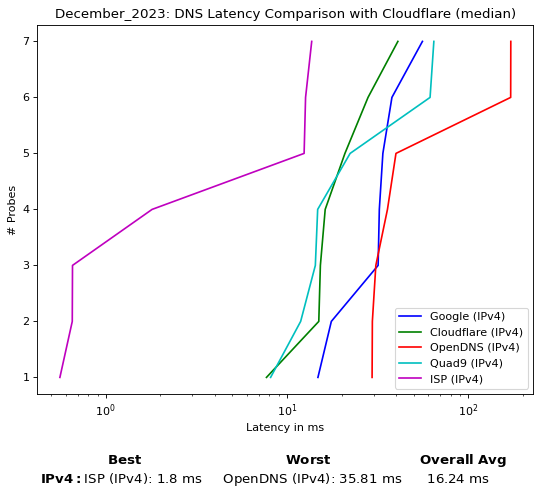 December_2023: DNS Latency Comparison with Cloudflare (median)
7
6
5
4
3
2
1
# Probes
10⁰ 10¹ 10²
Latency in ms
Google (IPv4)
Cloudflare (IPv4)
OpenDNS (IPv4)
Quad9 (IPv4)
ISP (IPv4)
Best Worst Overall Avg
IPv4: ISP (IPv4): 1.8 ms OpenDNS (IPv4): 35.81 ms 16.24 ms